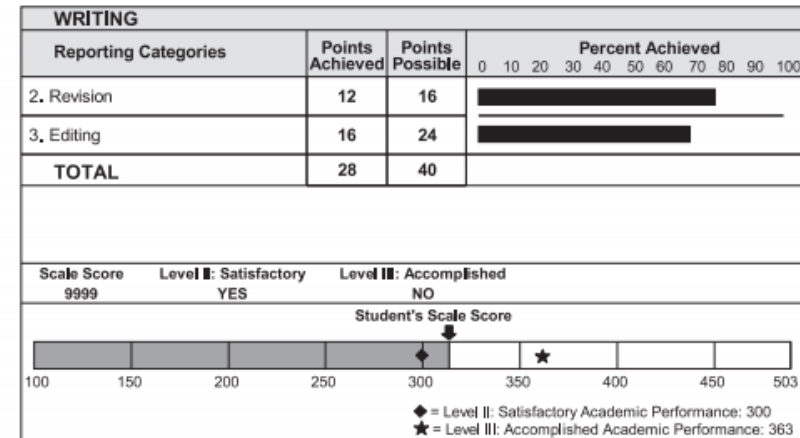 WRITING
Reporting Categories Points Achieved Points Possible Percent Achieved
0 10 20 30 40 50 60 70 80 90 100
2. Revision 12 16
3. Editing 16 24
TOTAL 28 40
Scale Score Level II: Satisfactory Level III: Accomplished
9999 YES NO
Student's Scale Score
100 150 200 250 300 350 400 450 503
◆ = Level II: Satisfactory Academic Performance: 300
★ = Level III: Accomplished Academic Performance: 363